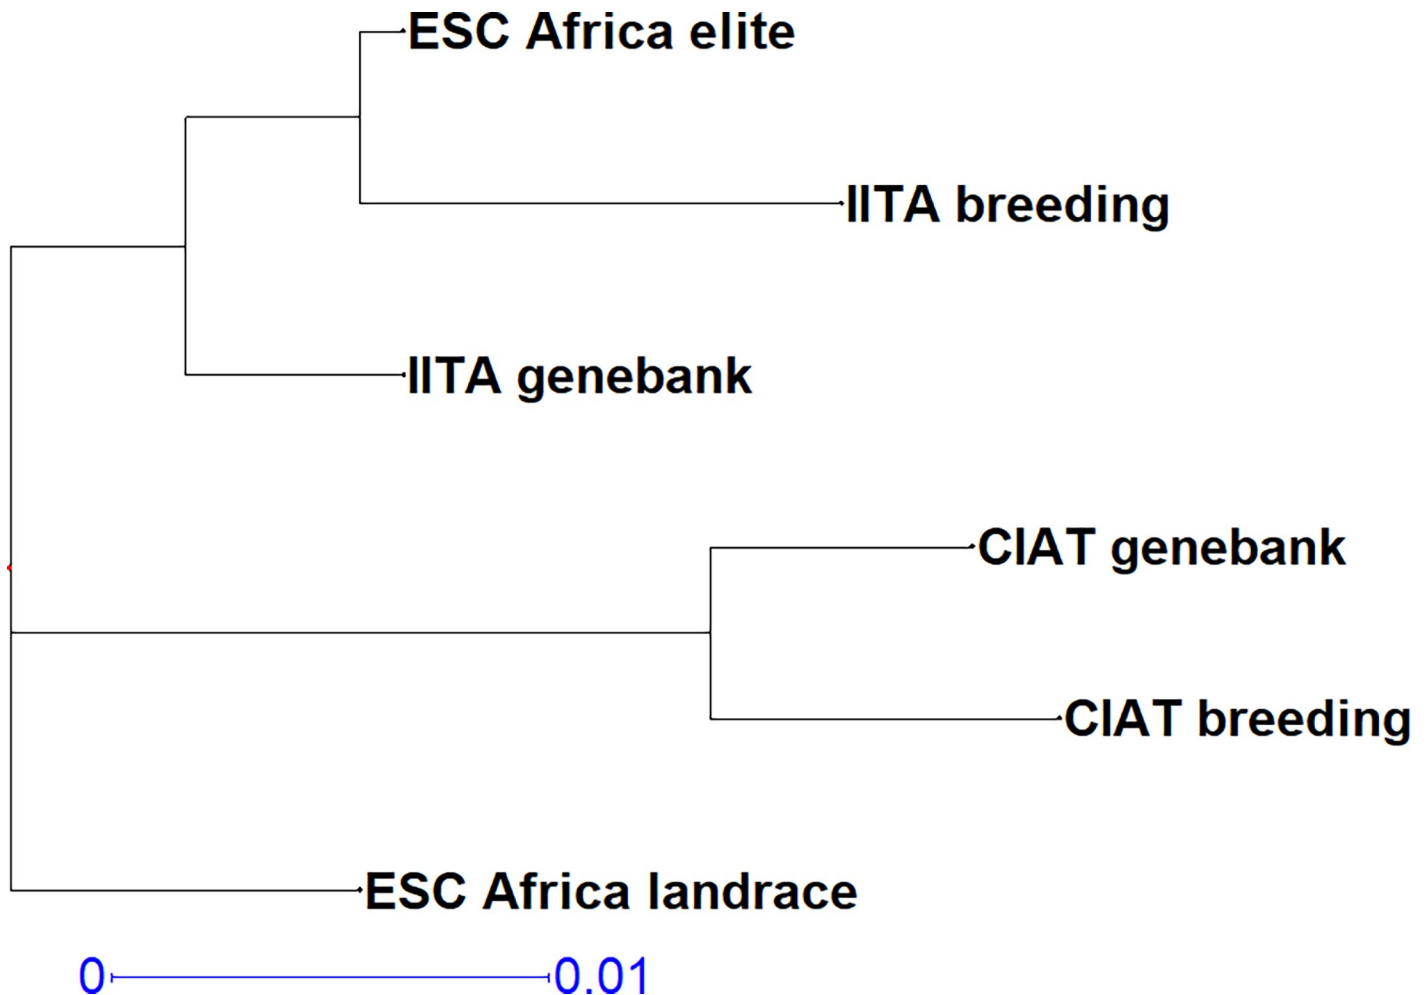 ESC Africa elite
IITA breeding
IITA genebank
CIAT genebank
CIAT breeding
ESC Africa landrace
0 0.01